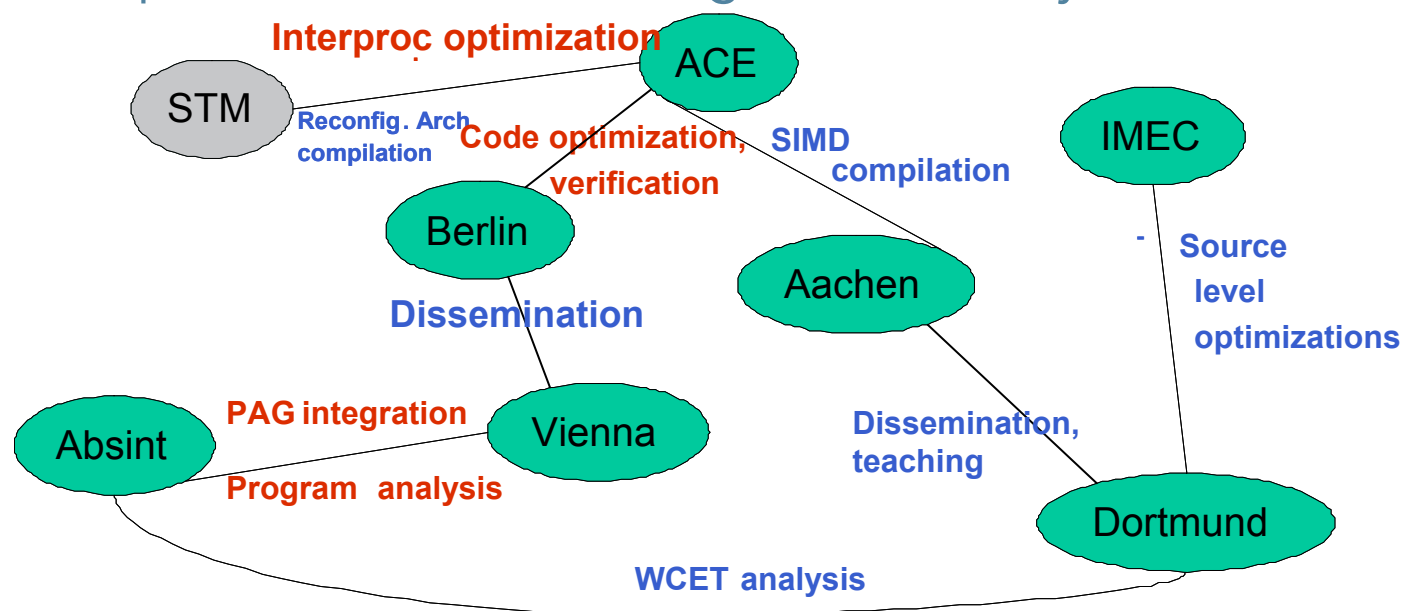 Interproc optimization
ACE
STM
IMEC
Reconfig. Arch
compilation
Code optimization,
verification
SIMD
compilation
Berlin
Aachen
- Source
level
optimizations
Dissemination
PAG integration
Vienna
Absint
Program analysis
Dissemination,
teaching
Dortmund
WCET analysis